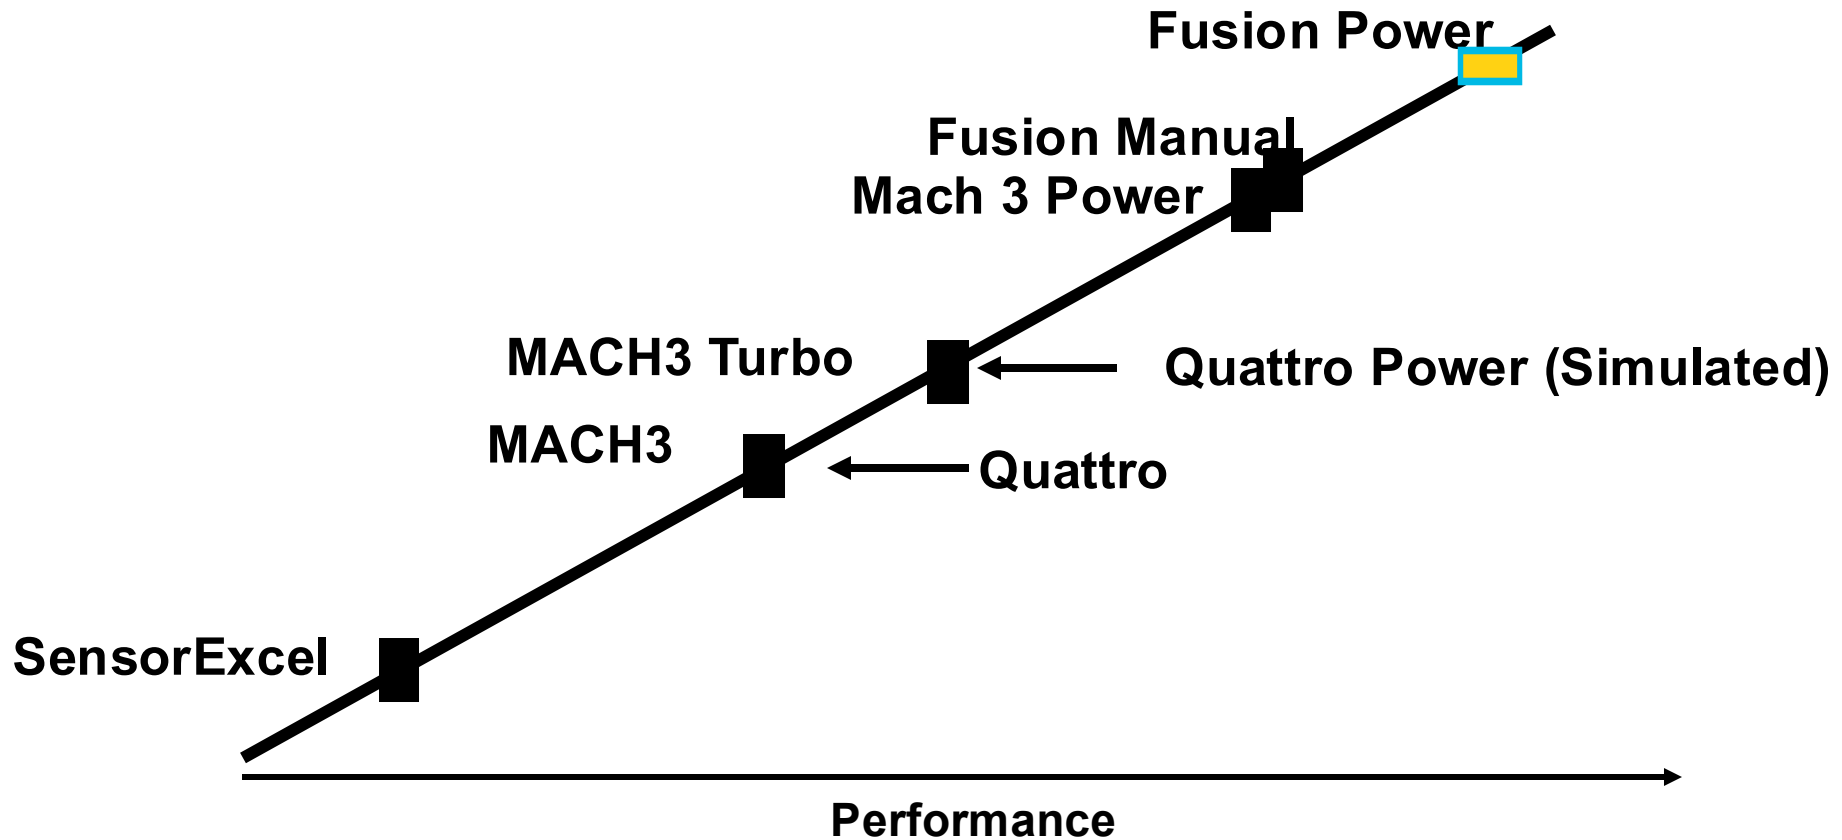 Fusion Power
Fusion Manual
Mach 3 Power
MACH3 Turbo
Quattro Power (Simulated)
MACH3
Quattro
SensorExcel
Performance